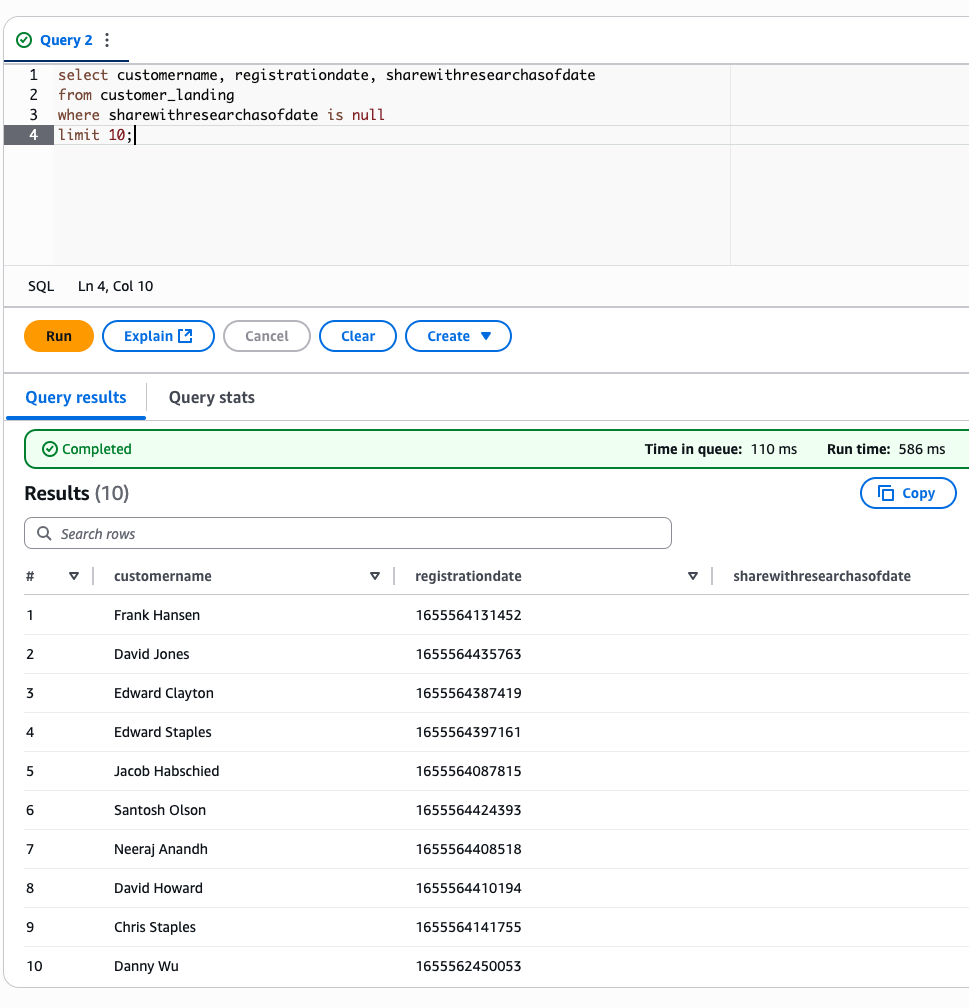 Query 2
1 select customername, registrationdate, sharewithresearchasofdate
2 from customer_landing
3 where sharewithresearchasofdate is null
4 limit 10;
SQL Ln 4, Col 10
Run Explain Cancel Clear Create
Query results Query stats
Completed Time in queue: 110 ms Run time: 586 ms
Results (10) Copy
Search rows
# customername registrationdate sharewithresearchasofdate
1 Frank Hansen 1655564131452
2 David Jones 1655564435763
3 Edward Clayton 1655564387419
4 Edward Staples 1655564397161
5 Jacob Habschied 1655564087815
6 Santosh Olson 1655564424393
7 Neeraj Anandh 1655564408518
8 David Howard 1655564410194
9 Chris Staples 1655564141755
10 Danny Wu 1655562450053